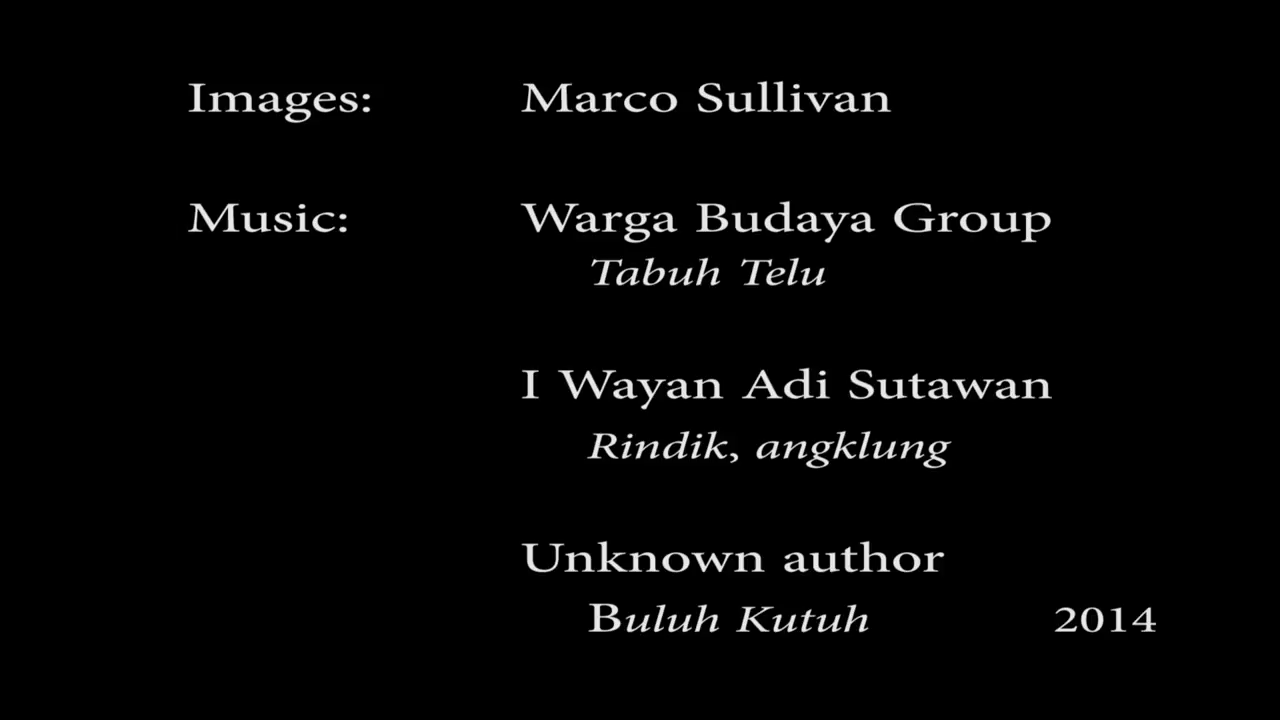 Images: Marco Sullivan
Music: Warga Budaya Group
Tabuh Telu
I Wayan Adi Sutawan
Rindik, angklung
Unknown author
Buluh Kutuh 2014